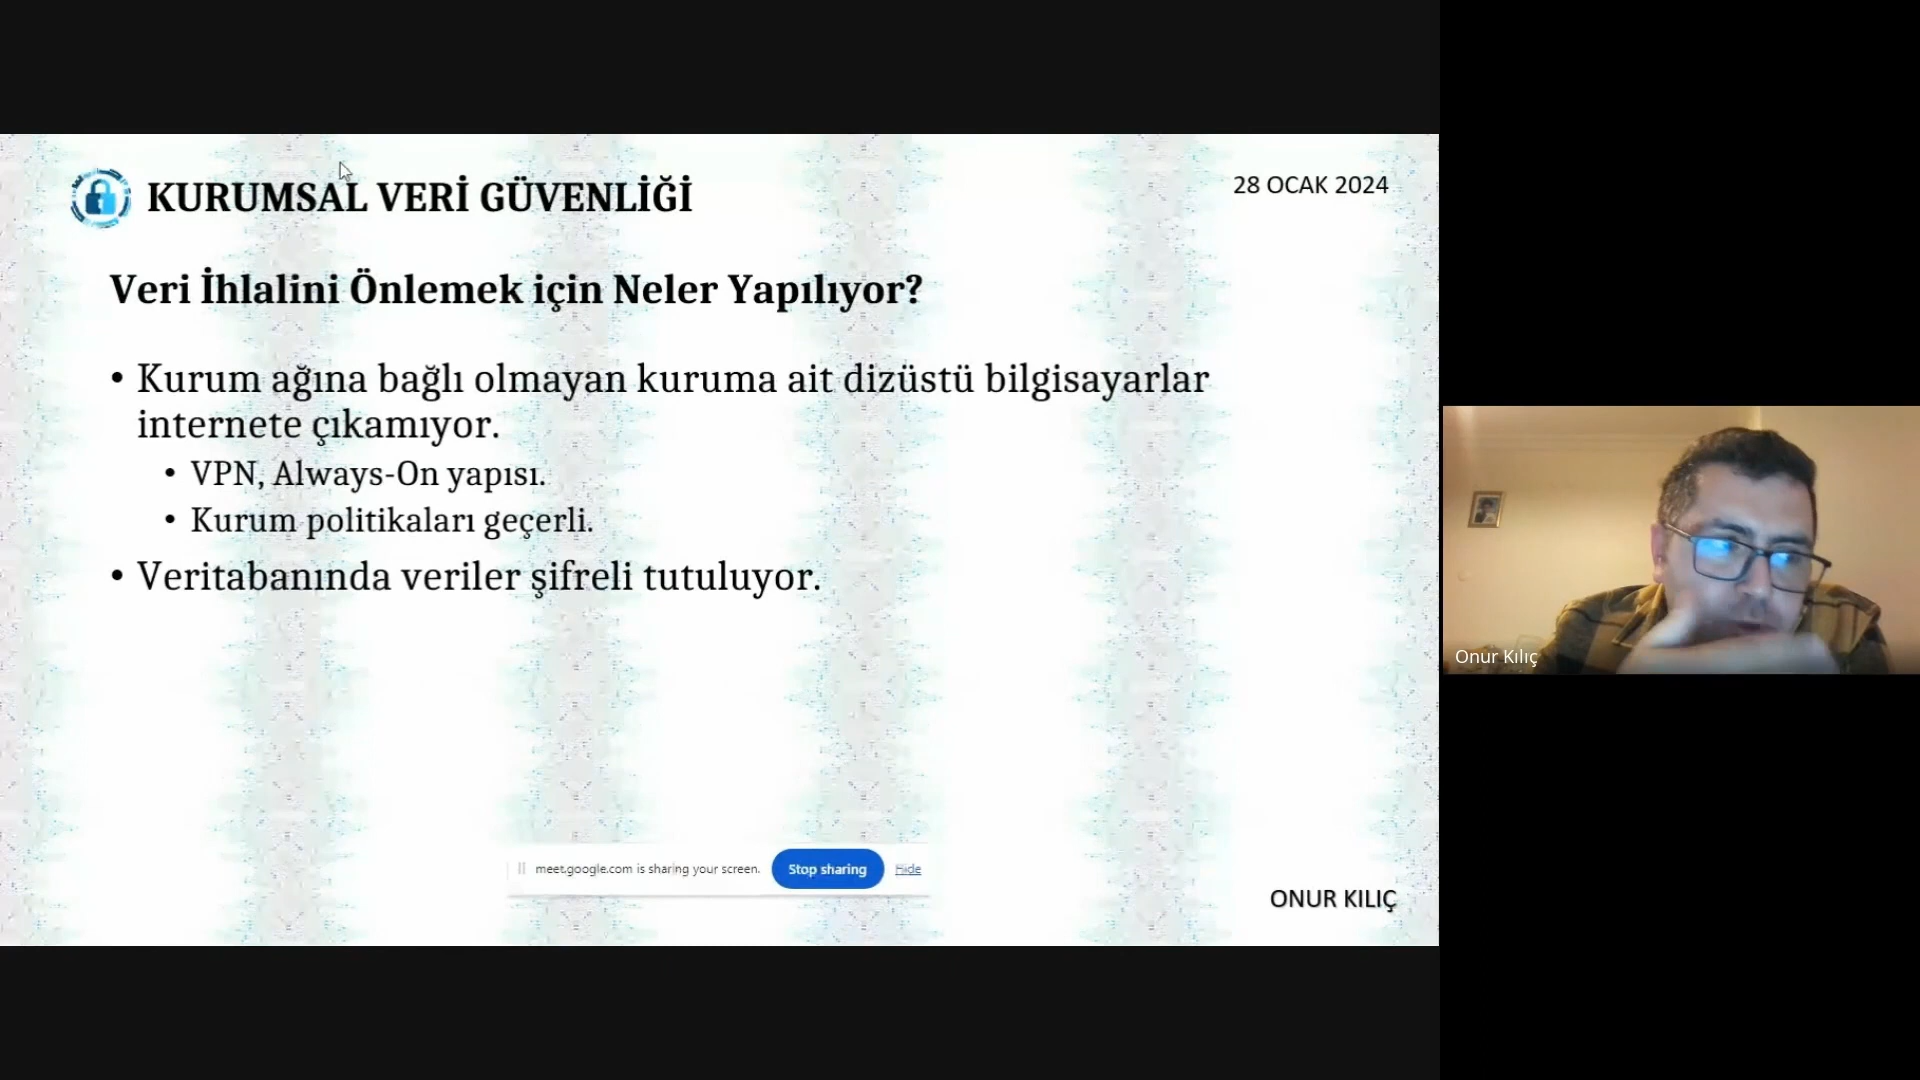 KURUMSAL VERİ GÜVENLİĞİ
28 OCAK 2024
Veri İhlalini Önlemek için Neler Yapılıyor?
• Kurum ağına bağlı olmayan kuruma ait dizüstü bilgisayarlar
internete çıkamıyor.
• VPN, Always-On yapısı.
• Kurum politikaları geçerli.
• Veritabanında veriler şifreli tutuluyor.
Onur Kılıç
meet.google.com is sharing your screen.
Stop sharing
Hide
ONUR KILIÇ